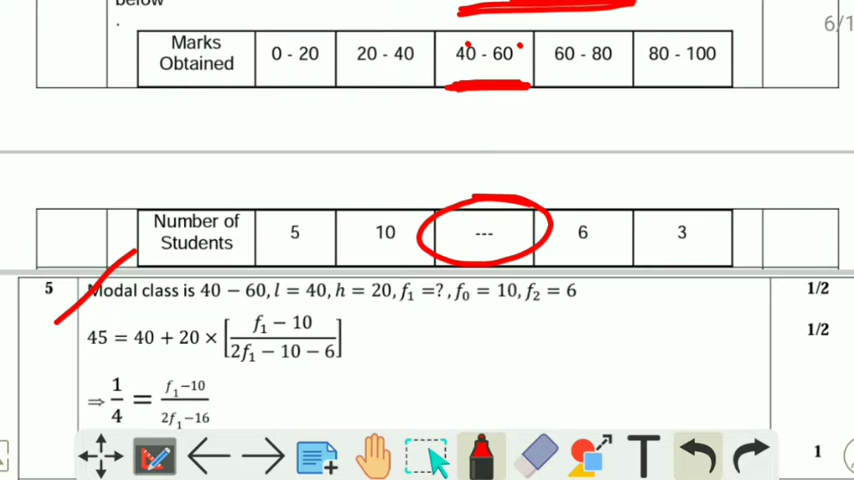 below
.
6/1
Marks Obtained 0 - 20 20 - 40 40 - 60 60 - 80 80 - 100
Number of Students 5 10 --- 6 3
5 Modal class is 40 − 60, l = 40, h = 20, f₁ =? , f₀ = 10, f₂ = 6 1/2
45 = 40 + 20 × [f₁ − 10 / 2f₁ − 10 − 6] 1/2
⇒ 1/4 = f₁−10 / 2f₁−16
T
1